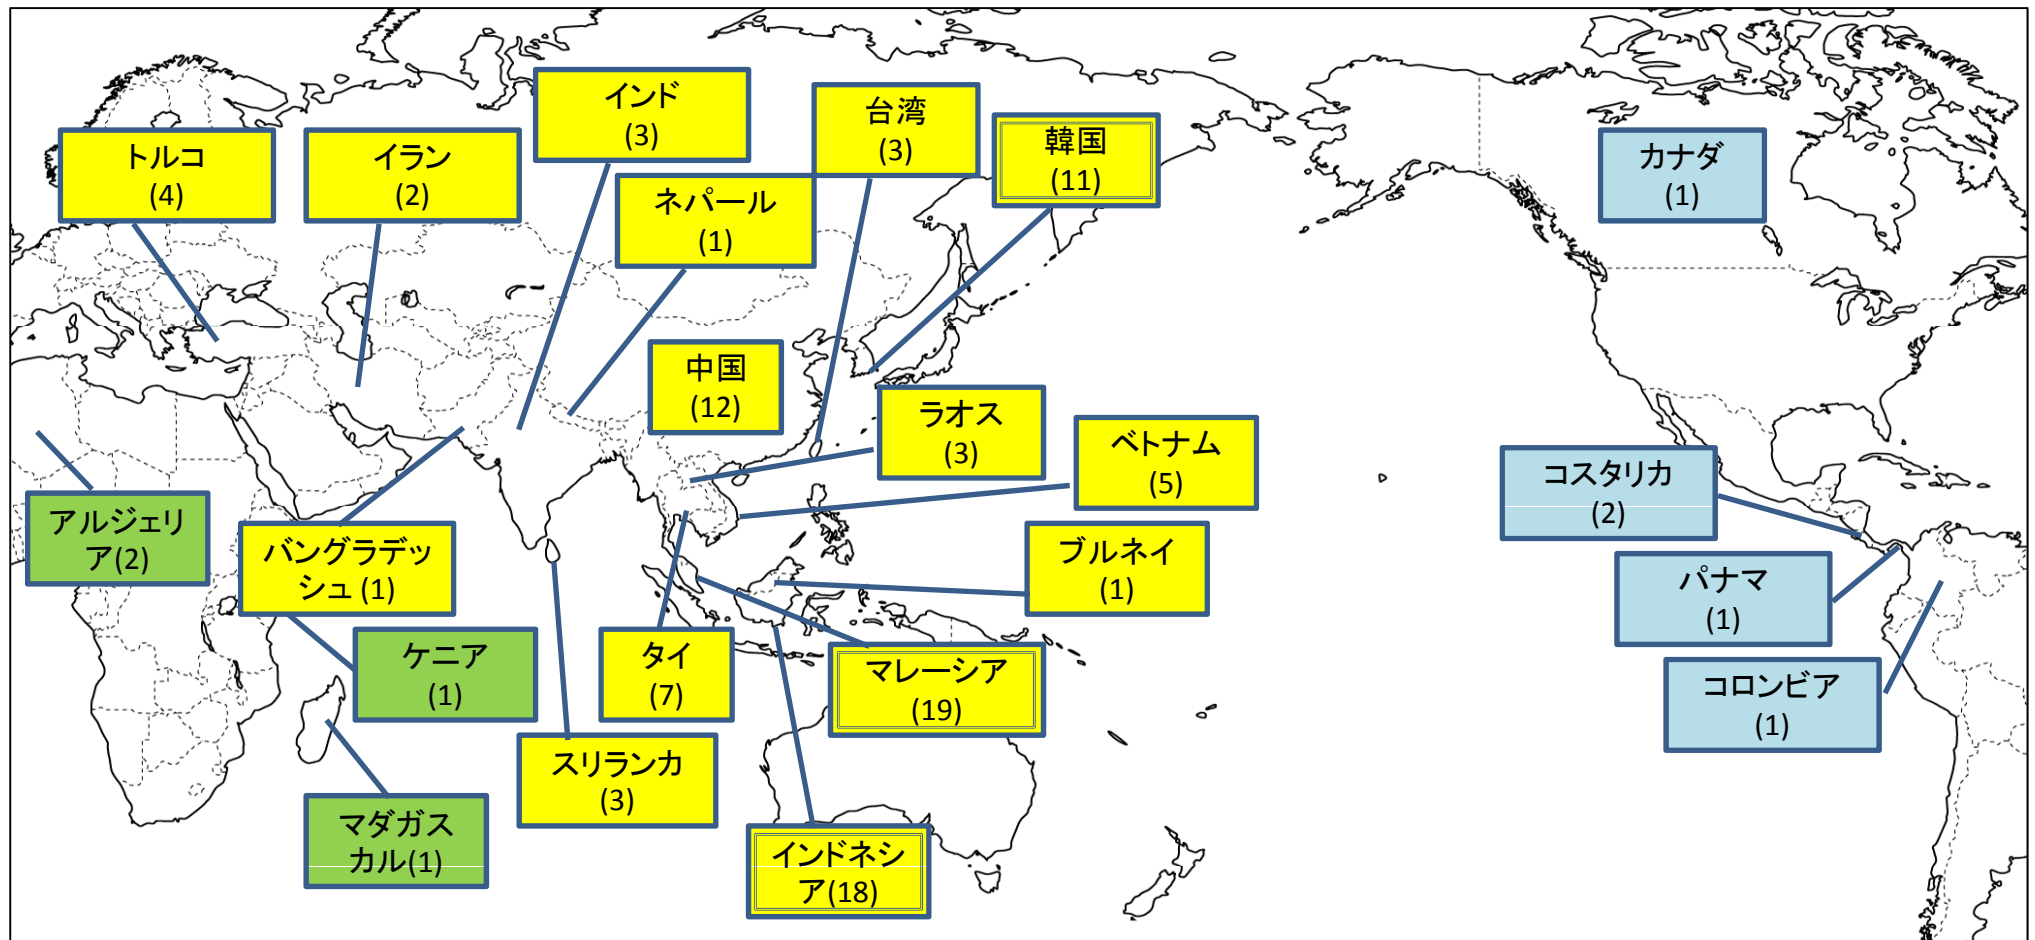 インド
(3)
台湾
(3)
韓国
(11)
トルコ
(4)
イラン
(2)
カナダ
(1)
ネパール
(1)
中国
(12)
ラオス
(3)
ベトナム
(5)
コスタリカ
(2)
アルジェリ
ア(2)
バングラデッ
シュ (1)
ブルネイ
(1)
パナマ
(1)
ケニア
(1)
タイ
(7)
マレーシア
(19)
コロンビア
(1)
スリランカ
(3)
マダガス
カル(1)
インドネシ
ア(18)